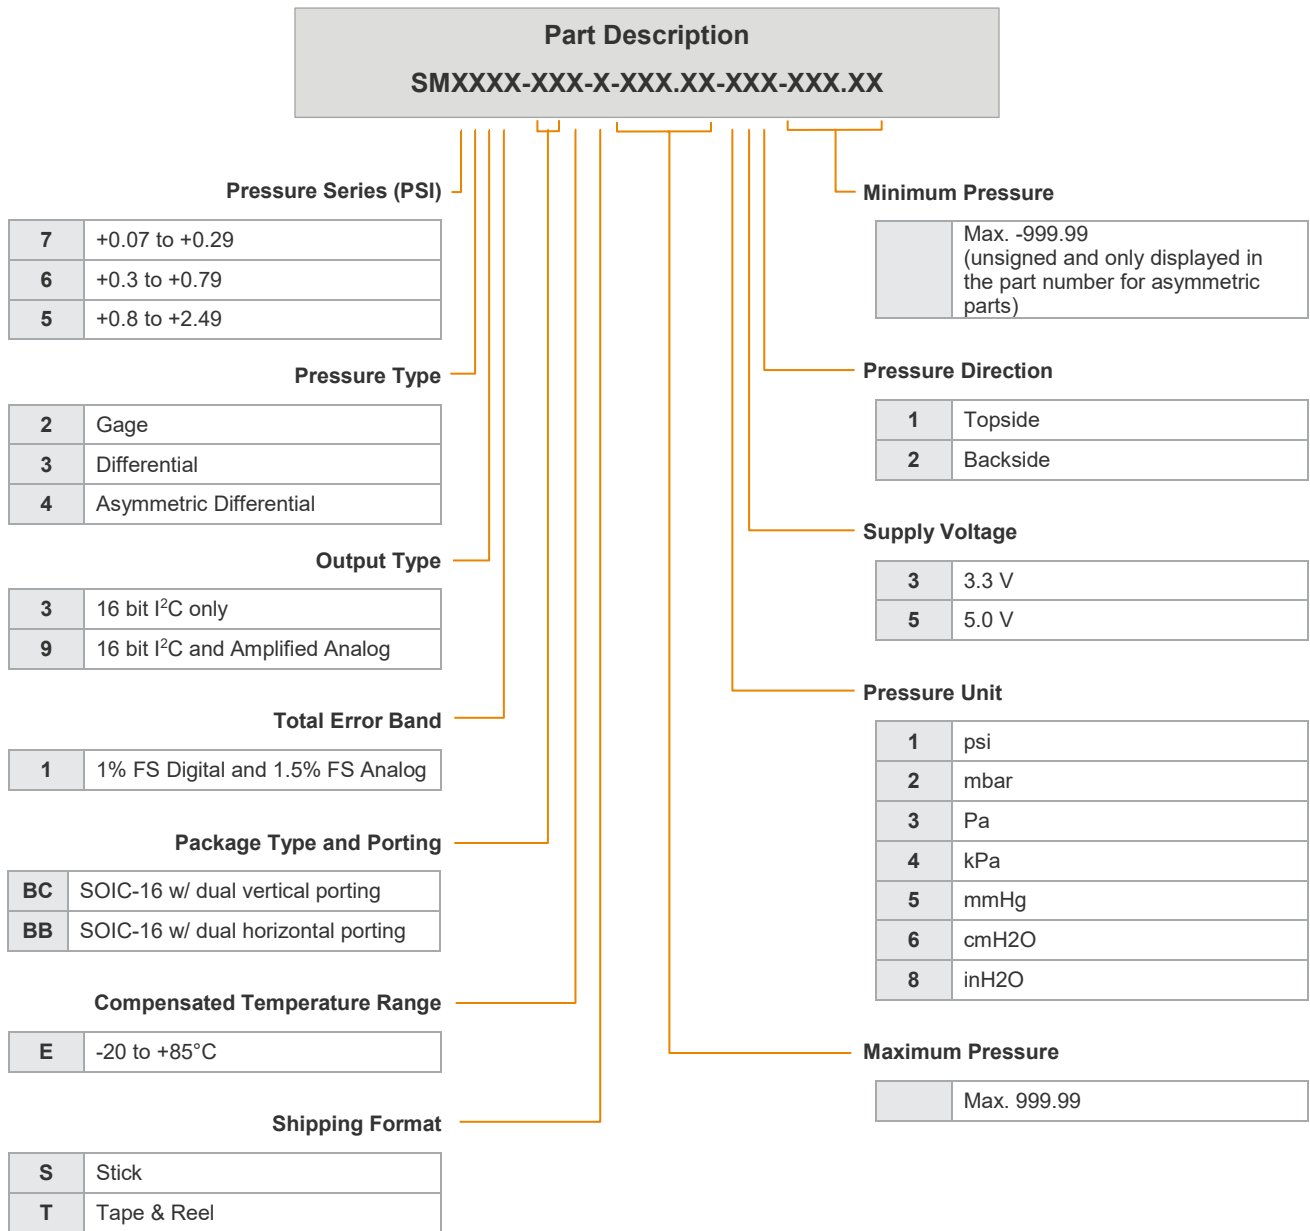 Part Description
SMXXXX-XXX-X-XXX.XX-XXX-XXX.XX
Pressure Series (PSI)
7 +0.07 to +0.29
6 +0.3 to +0.79
5 +0.8 to +2.49
Pressure Type
2 Gage
3 Differential
4 Asymmetric Differential
Output Type
3 16 bit I²C only
9 16 bit I²C and Amplified Analog
Total Error Band
1 1% FS Digital and 1.5% FS Analog
Package Type and Porting
BC SOIC-16 w/ dual vertical porting
BB SOIC-16 w/ dual horizontal porting
Compensated Temperature Range
E -20 to +85°C
Shipping Format
S Stick
T Tape & Reel
Minimum Pressure
Max. -999.99
(unsigned and only displayed in
the part number for asymmetric
parts)
Pressure Direction
1 Topside
2 Backside
Supply Voltage
3 3.3 V
5 5.0 V
Pressure Unit
1 psi
2 mbar
3 Pa
4 kPa
5 mmHg
6 cmH2O
8 inH2O
Maximum Pressure
Max. 999.99